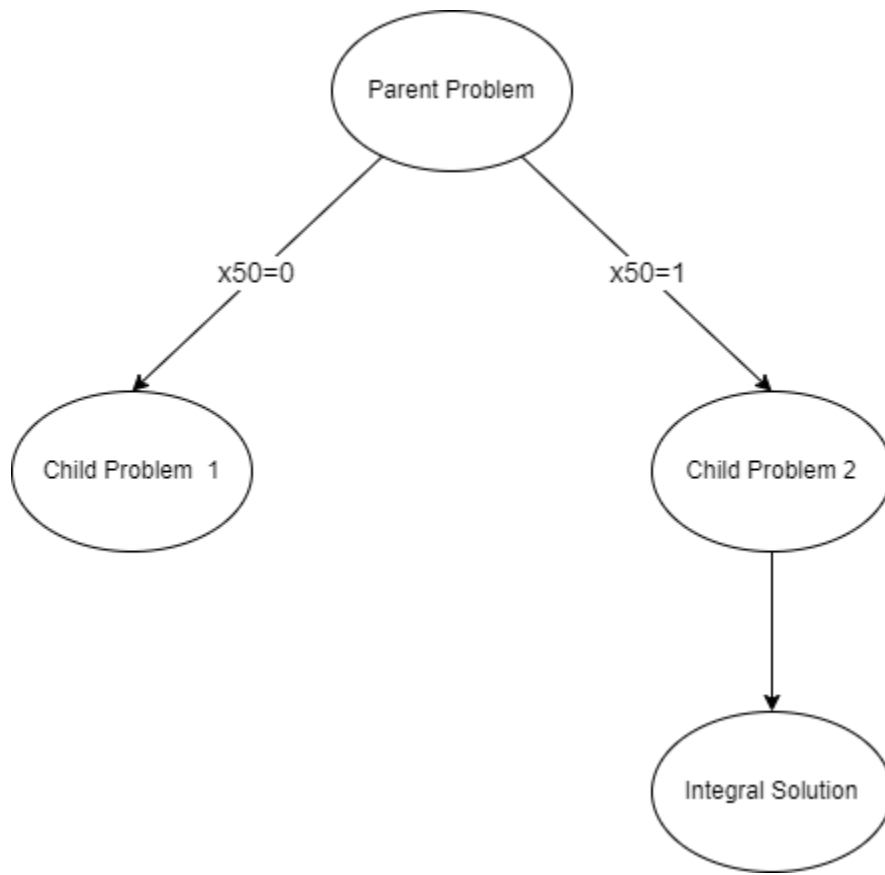 Parent Problem
x50=0
x50=1
Child Problem 1
Child Problem 2
Integral Solution